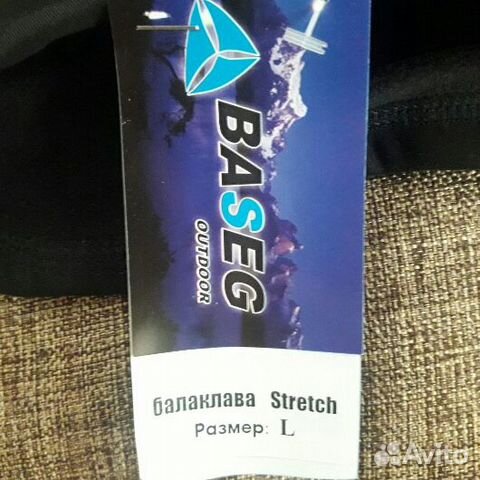 BASEG
OUTDOOR
балаклава Stretch
Размер: L
Avito